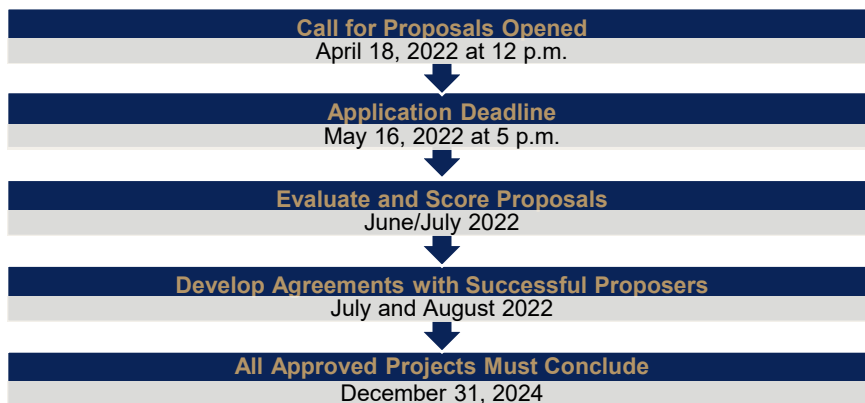 Call for Proposals Opened
April 18, 2022 at 12 p.m.
Application Deadline
May 16, 2022 at 5 p.m.
Evaluate and Score Proposals
June/July 2022
Develop Agreements with Successful Proposers
July and August 2022
All Approved Projects Must Conclude
December 31, 2024